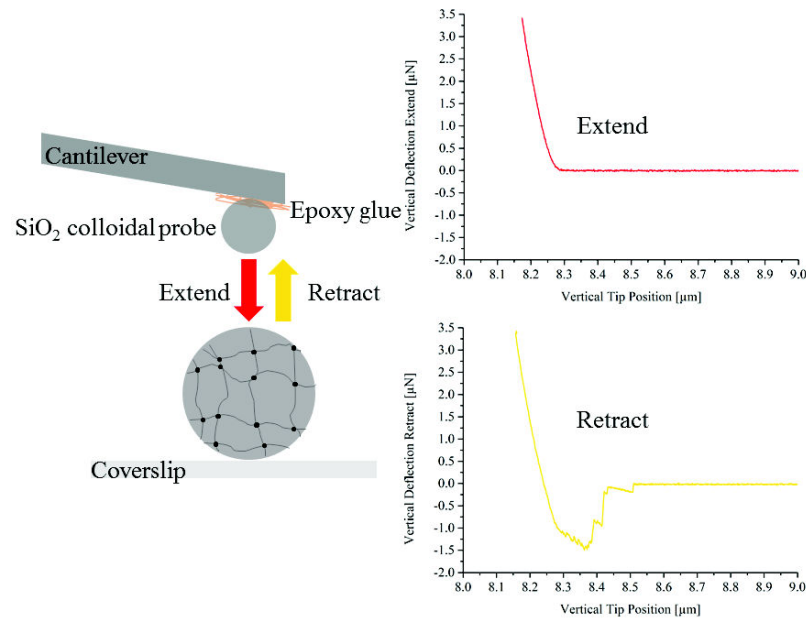 Cantilever
Epoxy glue
SiO₂ colloidal probe
Extend
Retract
Coverslip
Vertical Deflection Extend [μN]
3.5
3.0
2.5
2.0
1.5
1.0
0.5
0.0
-0.5
-1.0
-1.5
-2.0
Extend
8.0 8.1 8.2 8.3 8.4 8.5 8.6 8.7 8.8 8.9 9.0
Vertical Tip Position [μm]
Vertical Deflection Retract [μN]
3.5
3.0
2.5
2.0
1.5
1.0
0.5
0.0
-0.5
-1.0
-1.5
-2.0
Retract
8.0 8.1 8.2 8.3 8.4 8.5 8.6 8.7 8.8 8.9 9.0
Vertical Tip Position [μm]